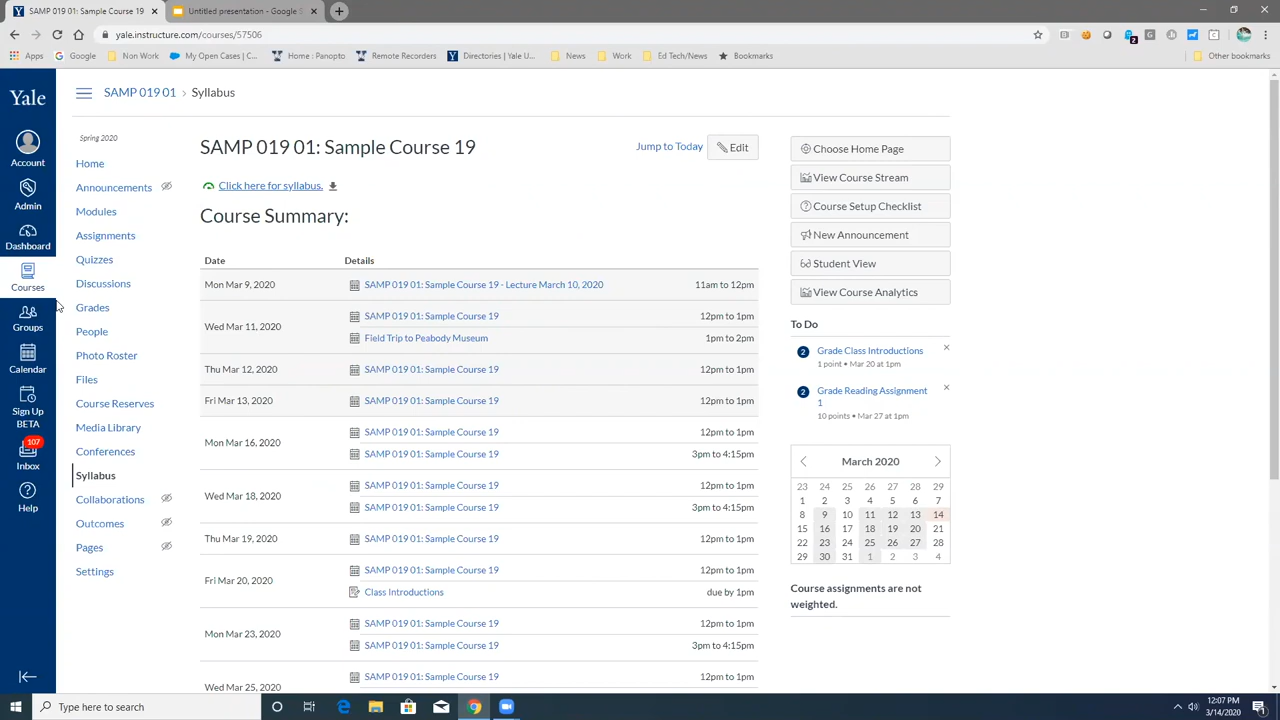 SAMP 019 01: Sample Course 19
Untitled presentation - Google S
yale.instructure.com/courses/57506
2
Apps
Google
Non Work
My Open Cases | C...
Home : Panopto
Remote Recorders
Directories | Yale U...
News
Work
Ed Tech/News
Bookmarks
Other bookmarks
Yale
Account
Admin
Dashboard
Courses
Groups
Calendar
Sign Up
BETA
107
Inbox
Help
SAMP 019 01 > Syllabus
Spring 2020
Home
Announcements
Modules
Assignments
Quizzes
Discussions
Grades
People
Photo Roster
Files
Course Reserves
Media Library
Conferences
Syllabus
Collaborations
Outcomes
Pages
Settings
SAMP 019 01: Sample Course 19
Jump to Today
Edit
Click here for syllabus.
Course Summary:
Date Details
Mon Mar 9, 2020 SAMP 019 01: Sample Course 19 - Lecture March 10, 2020 11am to 12pm
SAMP 019 01: Sample Course 19 12pm to 1pm
Wed Mar 11, 2020
Field Trip to Peabody Museum 1pm to 2pm
Thu Mar 12, 2020 SAMP 019 01: Sample Course 19 12pm to 1pm
Fri Mar 13, 2020 SAMP 019 01: Sample Course 19 12pm to 1pm
SAMP 019 01: Sample Course 19 12pm to 1pm
Mon Mar 16, 2020
SAMP 019 01: Sample Course 19 3pm to 4:15pm
SAMP 019 01: Sample Course 19 12pm to 1pm
Wed Mar 18, 2020
SAMP 019 01: Sample Course 19 3pm to 4:15pm
Thu Mar 19, 2020 SAMP 019 01: Sample Course 19 12pm to 1pm
SAMP 019 01: Sample Course 19 12pm to 1pm
Fri Mar 20, 2020
Class Introductions due by 1pm
SAMP 019 01: Sample Course 19 12pm to 1pm
Mon Mar 23, 2020
SAMP 019 01: Sample Course 19 3pm to 4:15pm
SAMP 019 01: Sample Course 19 12pm to 1pm
Wed Mar 25, 2020
Choose Home Page
View Course Stream
Course Setup Checklist
New Announcement
Student View
View Course Analytics
To Do
2 Grade Class Introductions
1 point • Mar 20 at 1pm
2 Grade Reading Assignment
1
10 points • Mar 27 at 1pm
March 2020
23 24 25 26 27 28 29
1 2 3 4 5 6 7
8 9 10 11 12 13 14
15 16 17 18 19 20 21
22 23 24 25 26 27 28
29 30 31 1 2 3 4
Course assignments are not
weighted.
Type here to search
12:07 PM
3/14/2020